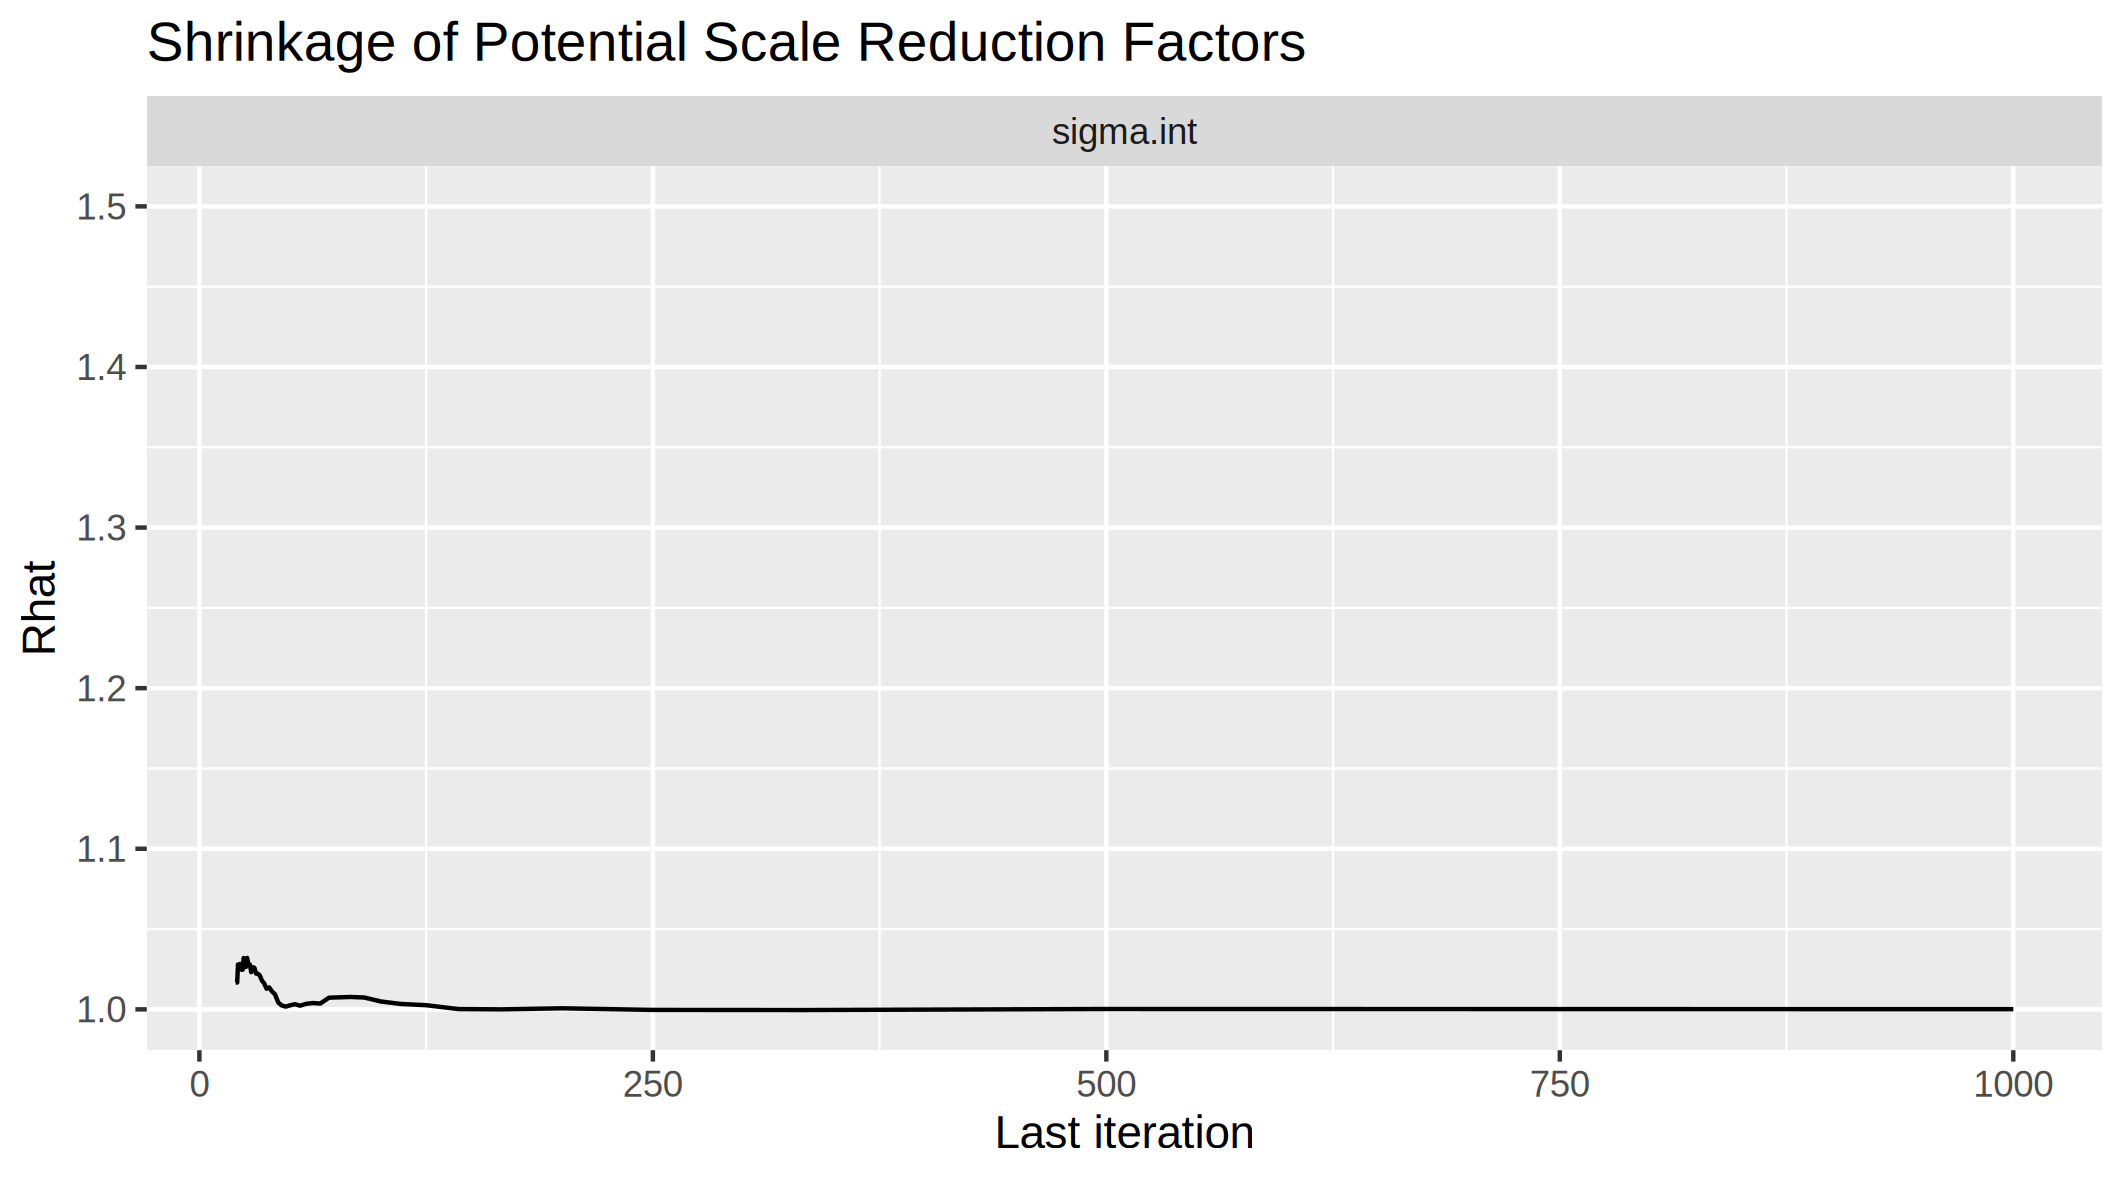 Shrinkage of Potential Scale Reduction Factors
sigma.int
1.5
1.4
1.3
1.2
1.1
1.0
Rhat
0 250 500 750 1000
Last iteration